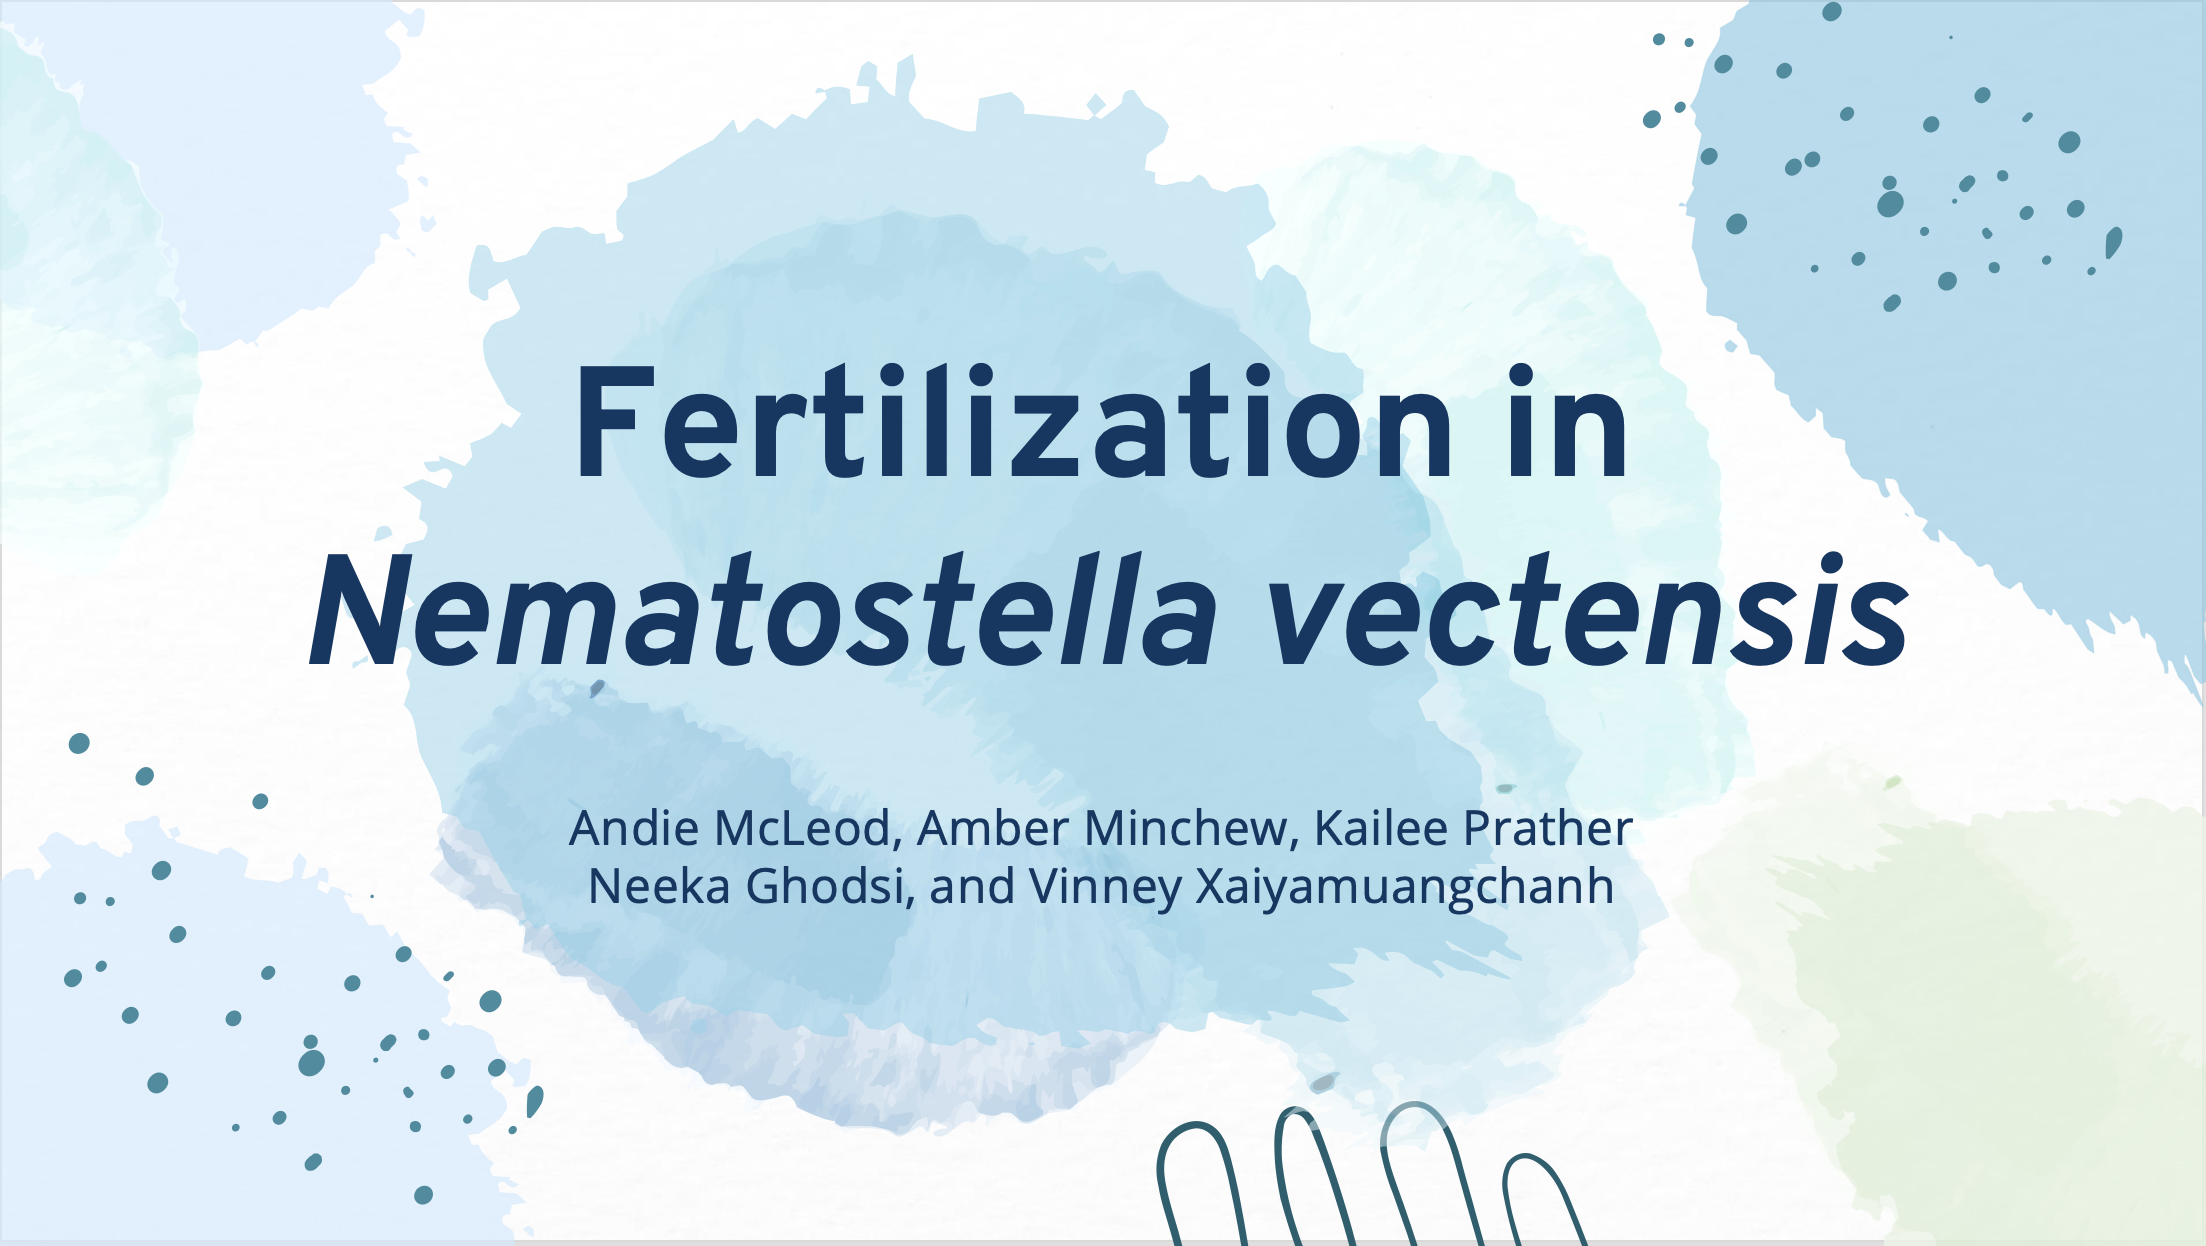 Fertilization in
Nematostella vectensis
Andie McLeod, Amber Minchew, Kailee Prather
Neeka Ghodsi, and Vinney Xaiyamuangchanh